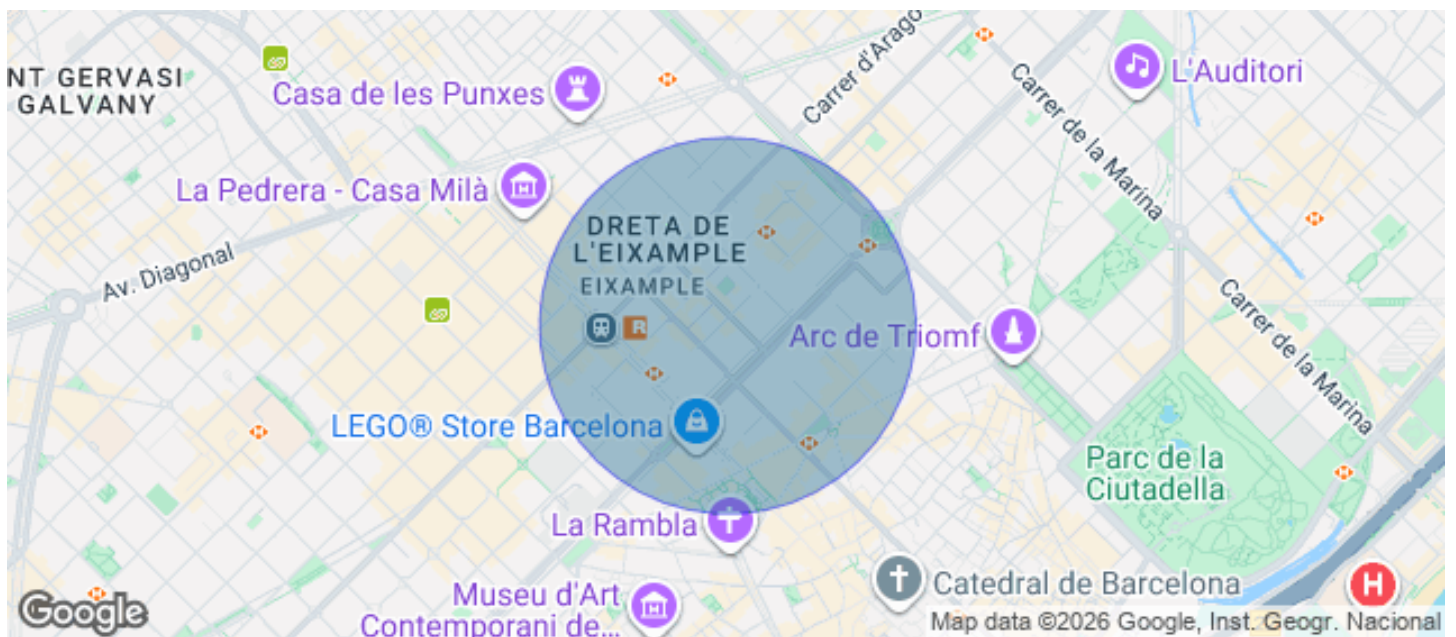 NT GERVASI
GALVANY
Casa de les Punxes
Carrer d'Arago
L'Auditori
Carrer de la Marina
La Pedrera - Casa Milà
DRETA DE
L'EIXAMPLE
EIXAMPLE
Av. Diagonal
R
Arc de Triomf
Carrer de la Marina
LEGO® Store Barcelona
Parc de la
Ciutadella
La Rambla
Catedral de Barcelona
H
Museu d'Art
Contemporani de...
Google
Map data ©2026 Google, Inst. Geogr. Nacional